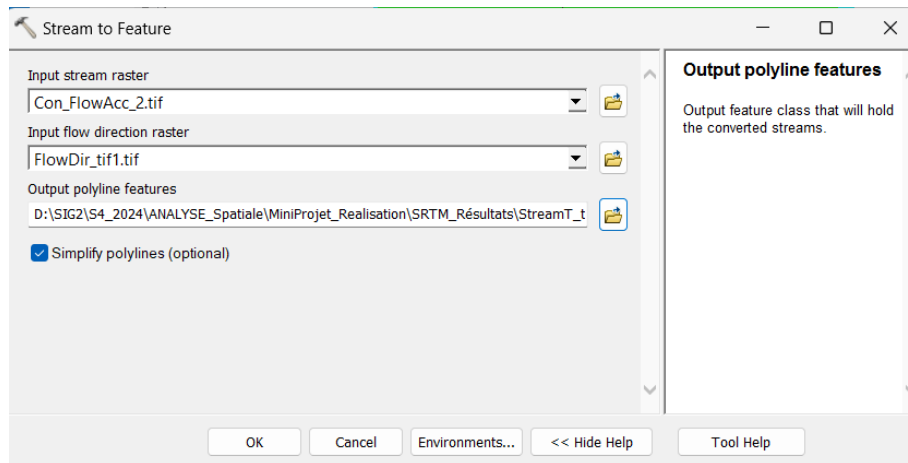 Stream to Feature
Input stream raster
Con_FlowAcc_2.tif
Input flow direction raster
FlowDir_tif1.tif
Output polyline features
D:\SIG2\S4_2024\ANALYSE_Spatiale\MiniProjet_Realisation\SRTM_Résultats\StreamT_t
Simplify polylines (optional)
Output polyline features
Output feature class that will hold
the converted streams.
OK Cancel Environments... << Hide Help Tool Help